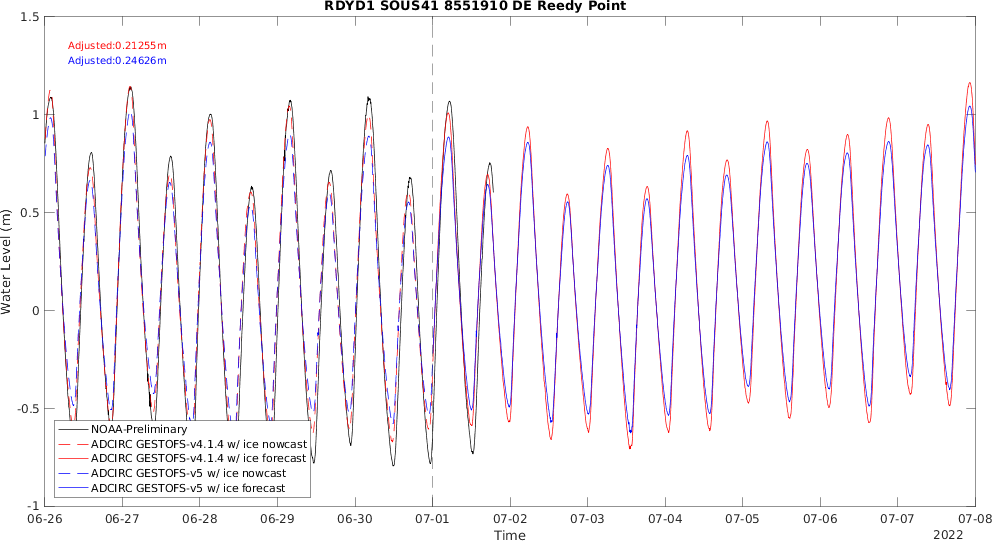 RDYD1 SOUS41 8551910 DE Reedy Point
1.5
Adjusted:0.21255m
Adjusted:0.24626m
1
0.5
Water Level (m)
0
-0.5
NOAA-Preliminary
ADCIRC GESTOFS-v4.1.4 w/ ice nowcast
ADCIRC GESTOFS-v4.1.4 w/ ice forecast
ADCIRC GESTOFS-v5 w/ ice nowcast
ADCIRC GESTOFS-v5 w/ ice forecast
-1
06-26 06-27 06-28 06-29 06-30 07-01 07-02 07-03 07-04 07-05 07-06 07-07 07-08
Time
2022